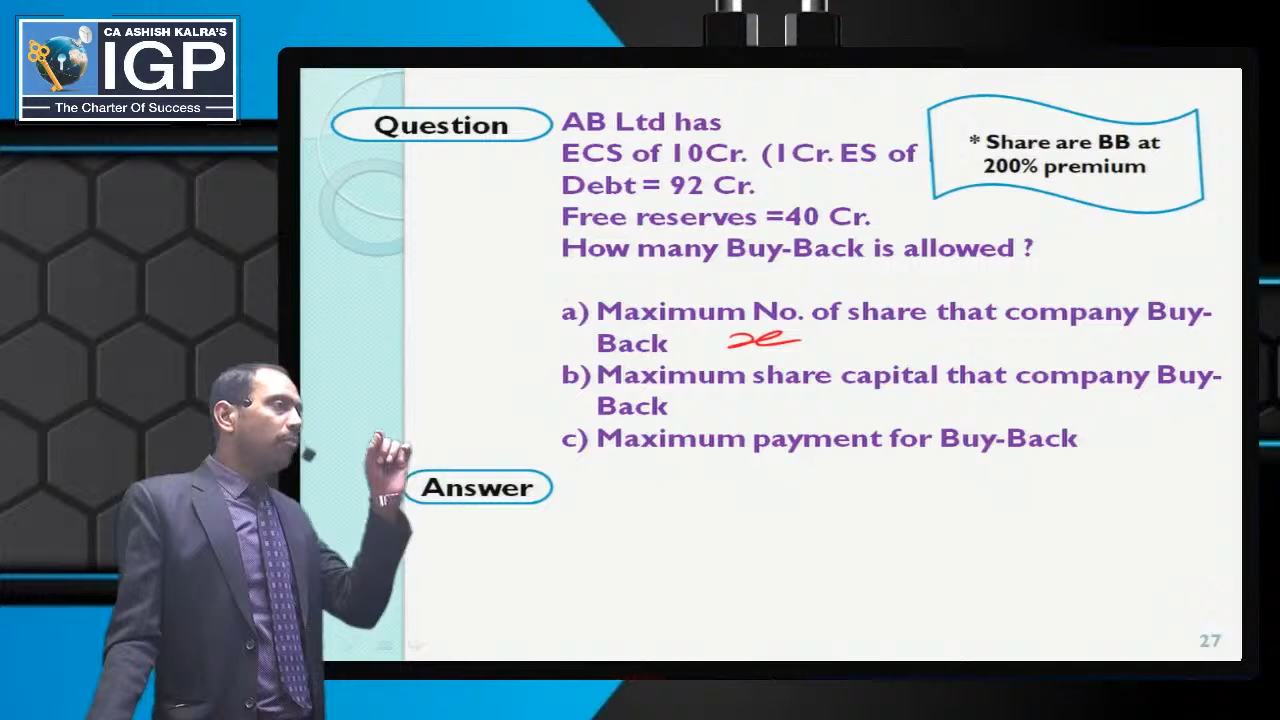 CA ASHISH KALRA'S
IGP
The Charter Of Success
Question
AB Ltd has
ECS of 10Cr. (1Cr. ES of
Debt = 92 Cr.
Free reserves =40 Cr.
How many Buy-Back is allowed ?
* Share are BB at
200% premium
a) Maximum No. of share that company Buy-
Back
b) Maximum share capital that company Buy-
Back
c) Maximum payment for Buy-Back
Answer
27